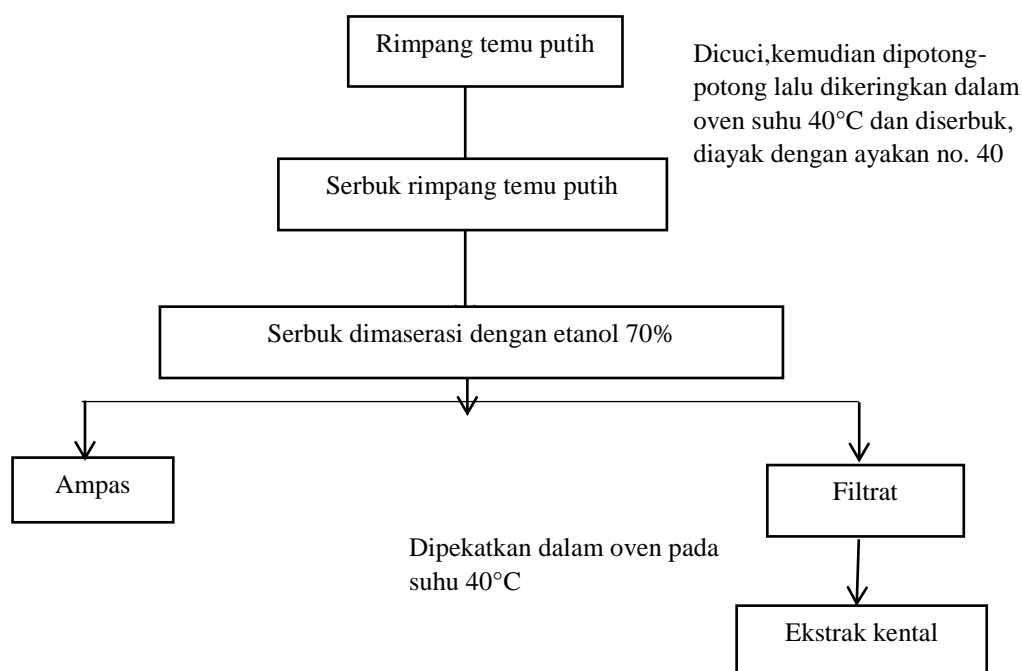 Rimpang temu putih
Dicuci,kemudian dipotong-
potong lalu dikeringkan dalam
oven suhu 40°C dan diserbuk,
diayak dengan ayakan no. 40
Serbuk rimpang temu putih
Serbuk dimaserasi dengan etanol 70%
Ampas
Filtrat
Dipekatkan dalam oven pada
suhu 40°C
Ekstrak kental